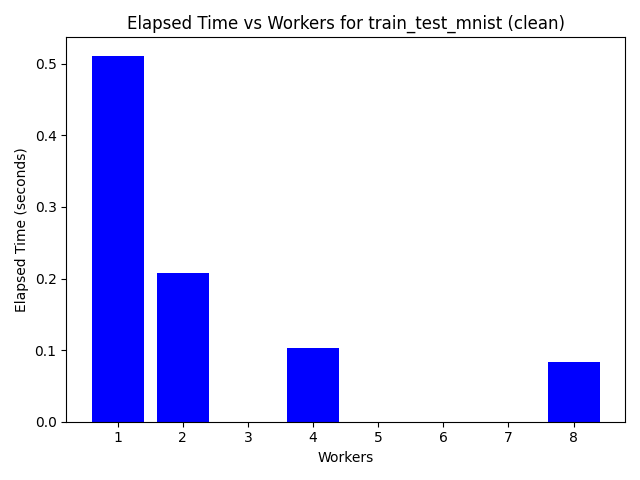 Elapsed Time vs Workers for train_test_mnist (clean)
Elapsed Time (seconds)
0.5
0.4
0.3
0.2
0.1
0.0
1 2 3 4 5 6 7 8
Workers